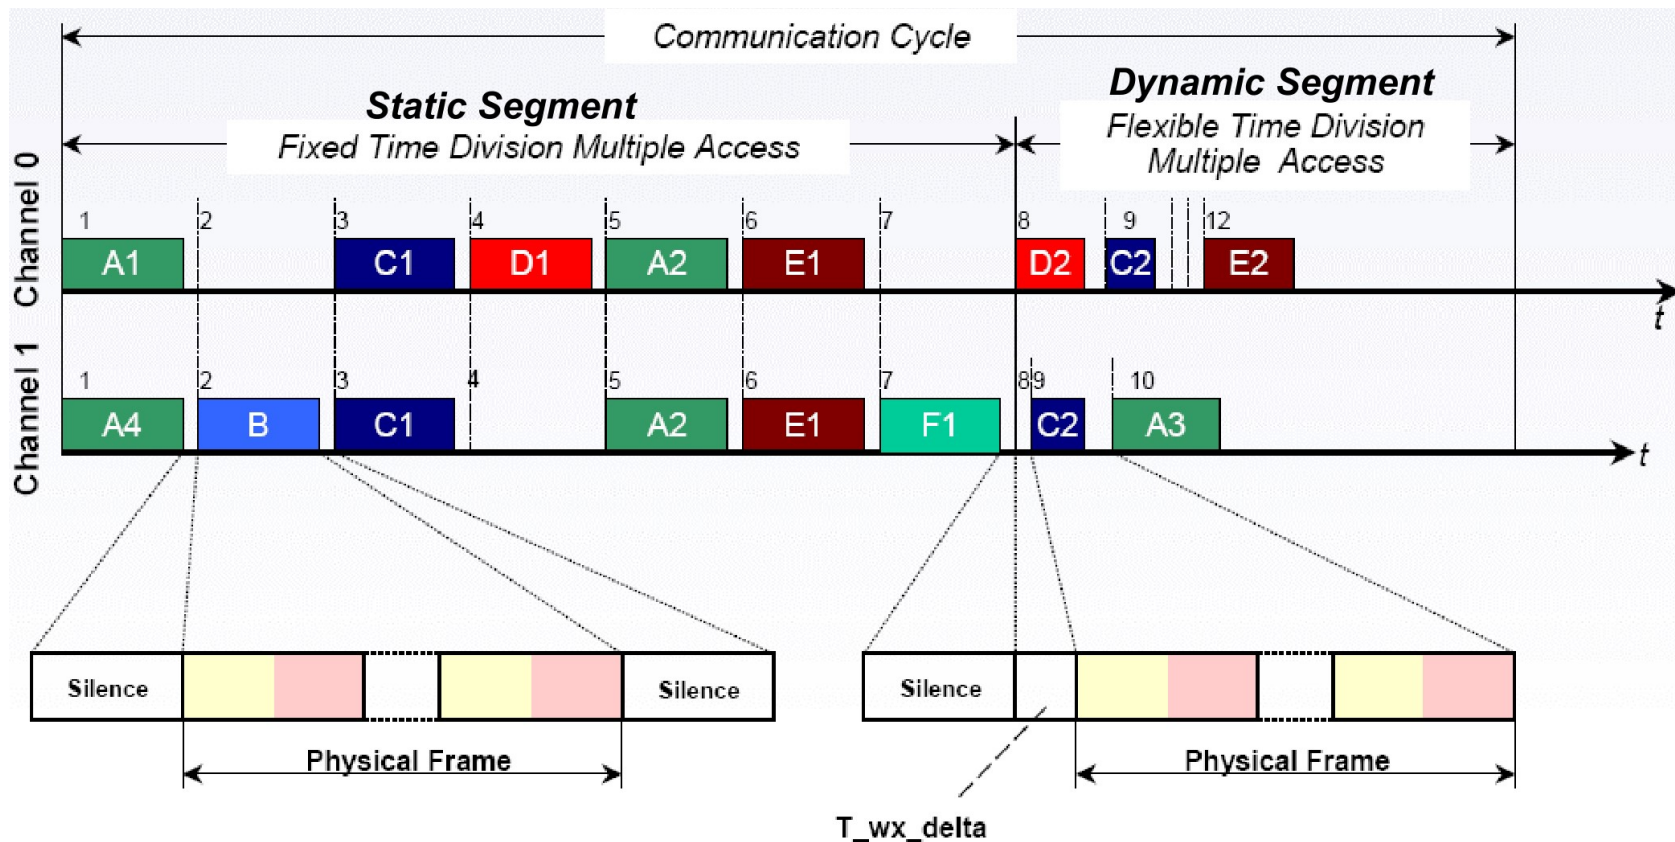 Communication Cycle
Static Segment
Dynamic Segment
Fixed Time Division Multiple Access
Flexible Time Division
Multiple Access
Channel 0
1 2 3 4 5 6 7 8 9 12
A1 C1 D1 A2 E1 D2 C2 E2
t
Channel 1
1 2 3 4 5 6 7 8 9 10
A4 B C1 A2 E1 F1 C2 A3
t
Silence Silence Silence
Physical Frame Physical Frame
T_wx_delta